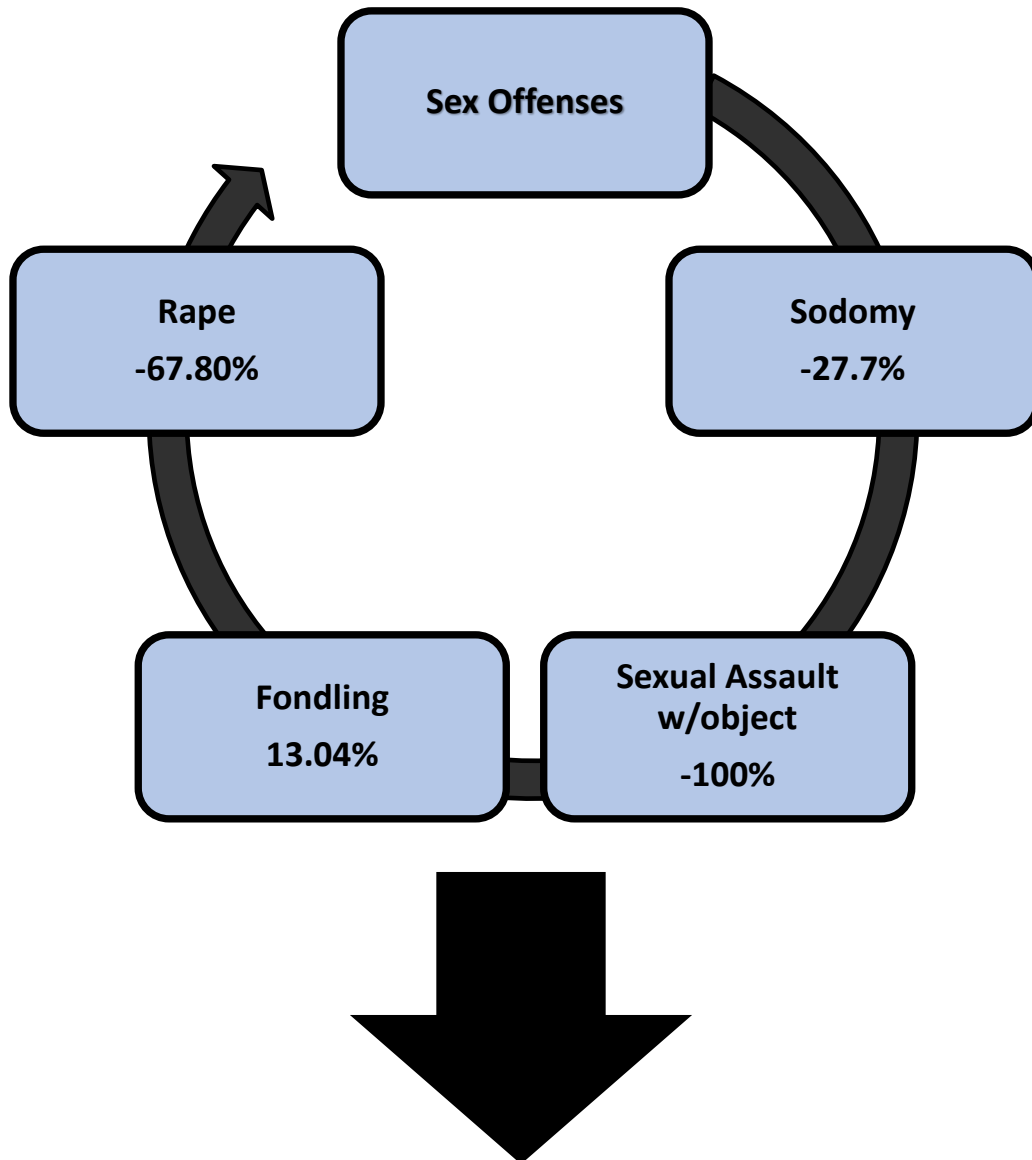 Sex Offenses
Rape
-67.80%
Sodomy
-27.7%
Fondling
13.04%
Sexual Assault
w/object
-100%